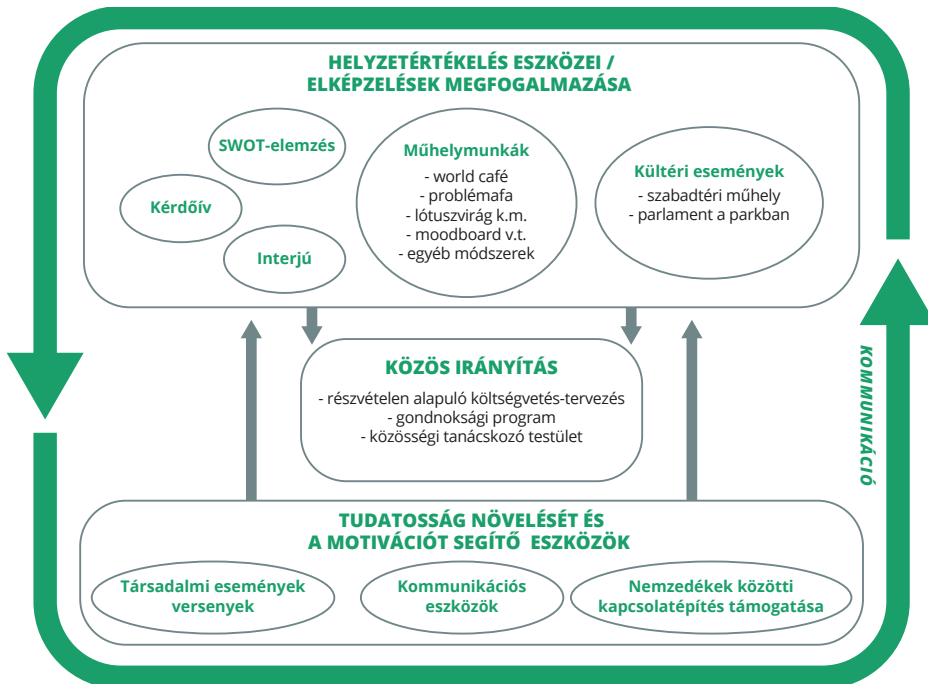 HELYZETÉRTÉKELÉS ESZKÖZEI /
ELKÉPZELÉSEK MEGFOGALMAZÁSA
SWOT-elemzés
Kérdőív
Interjú
Műhelymunkák
- world café
- problémafa
- lótuszvirág k.m.
- moodboard v.t.
- egyéb módszerek
Kültéri események
- szabadtéri műhely
- parlament a parkban
KÖZÖS IRÁNYÍTÁS
- részvételen alapuló költségvetés-tervezés
- gondnoksági program
- közösségi tanácskozó testület
KOMMUNIKÁCIÓ
TUDATOSSÁG NÖVELÉSÉT ÉS
A MOTIVÁCIÓT SEGÍTŐ ESZKÖZÖK
Társadalmi események
versenyek
Kommunikációs
eszközök
Nemzedékek közötti
kapcsolatépítés támogatása